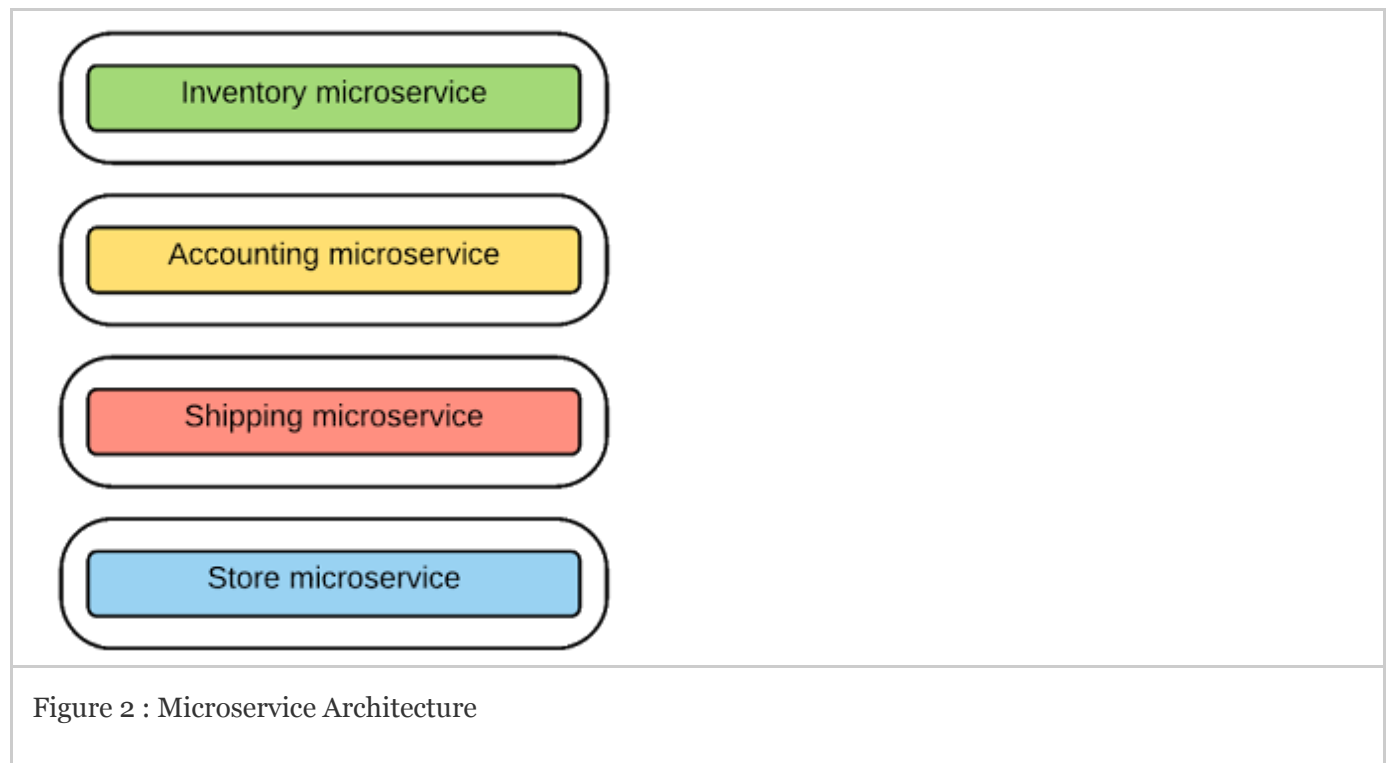 Inventory microservice
Accounting microservice
Shipping microservice
Store microservice
Figure 2 : Microservice Architecture